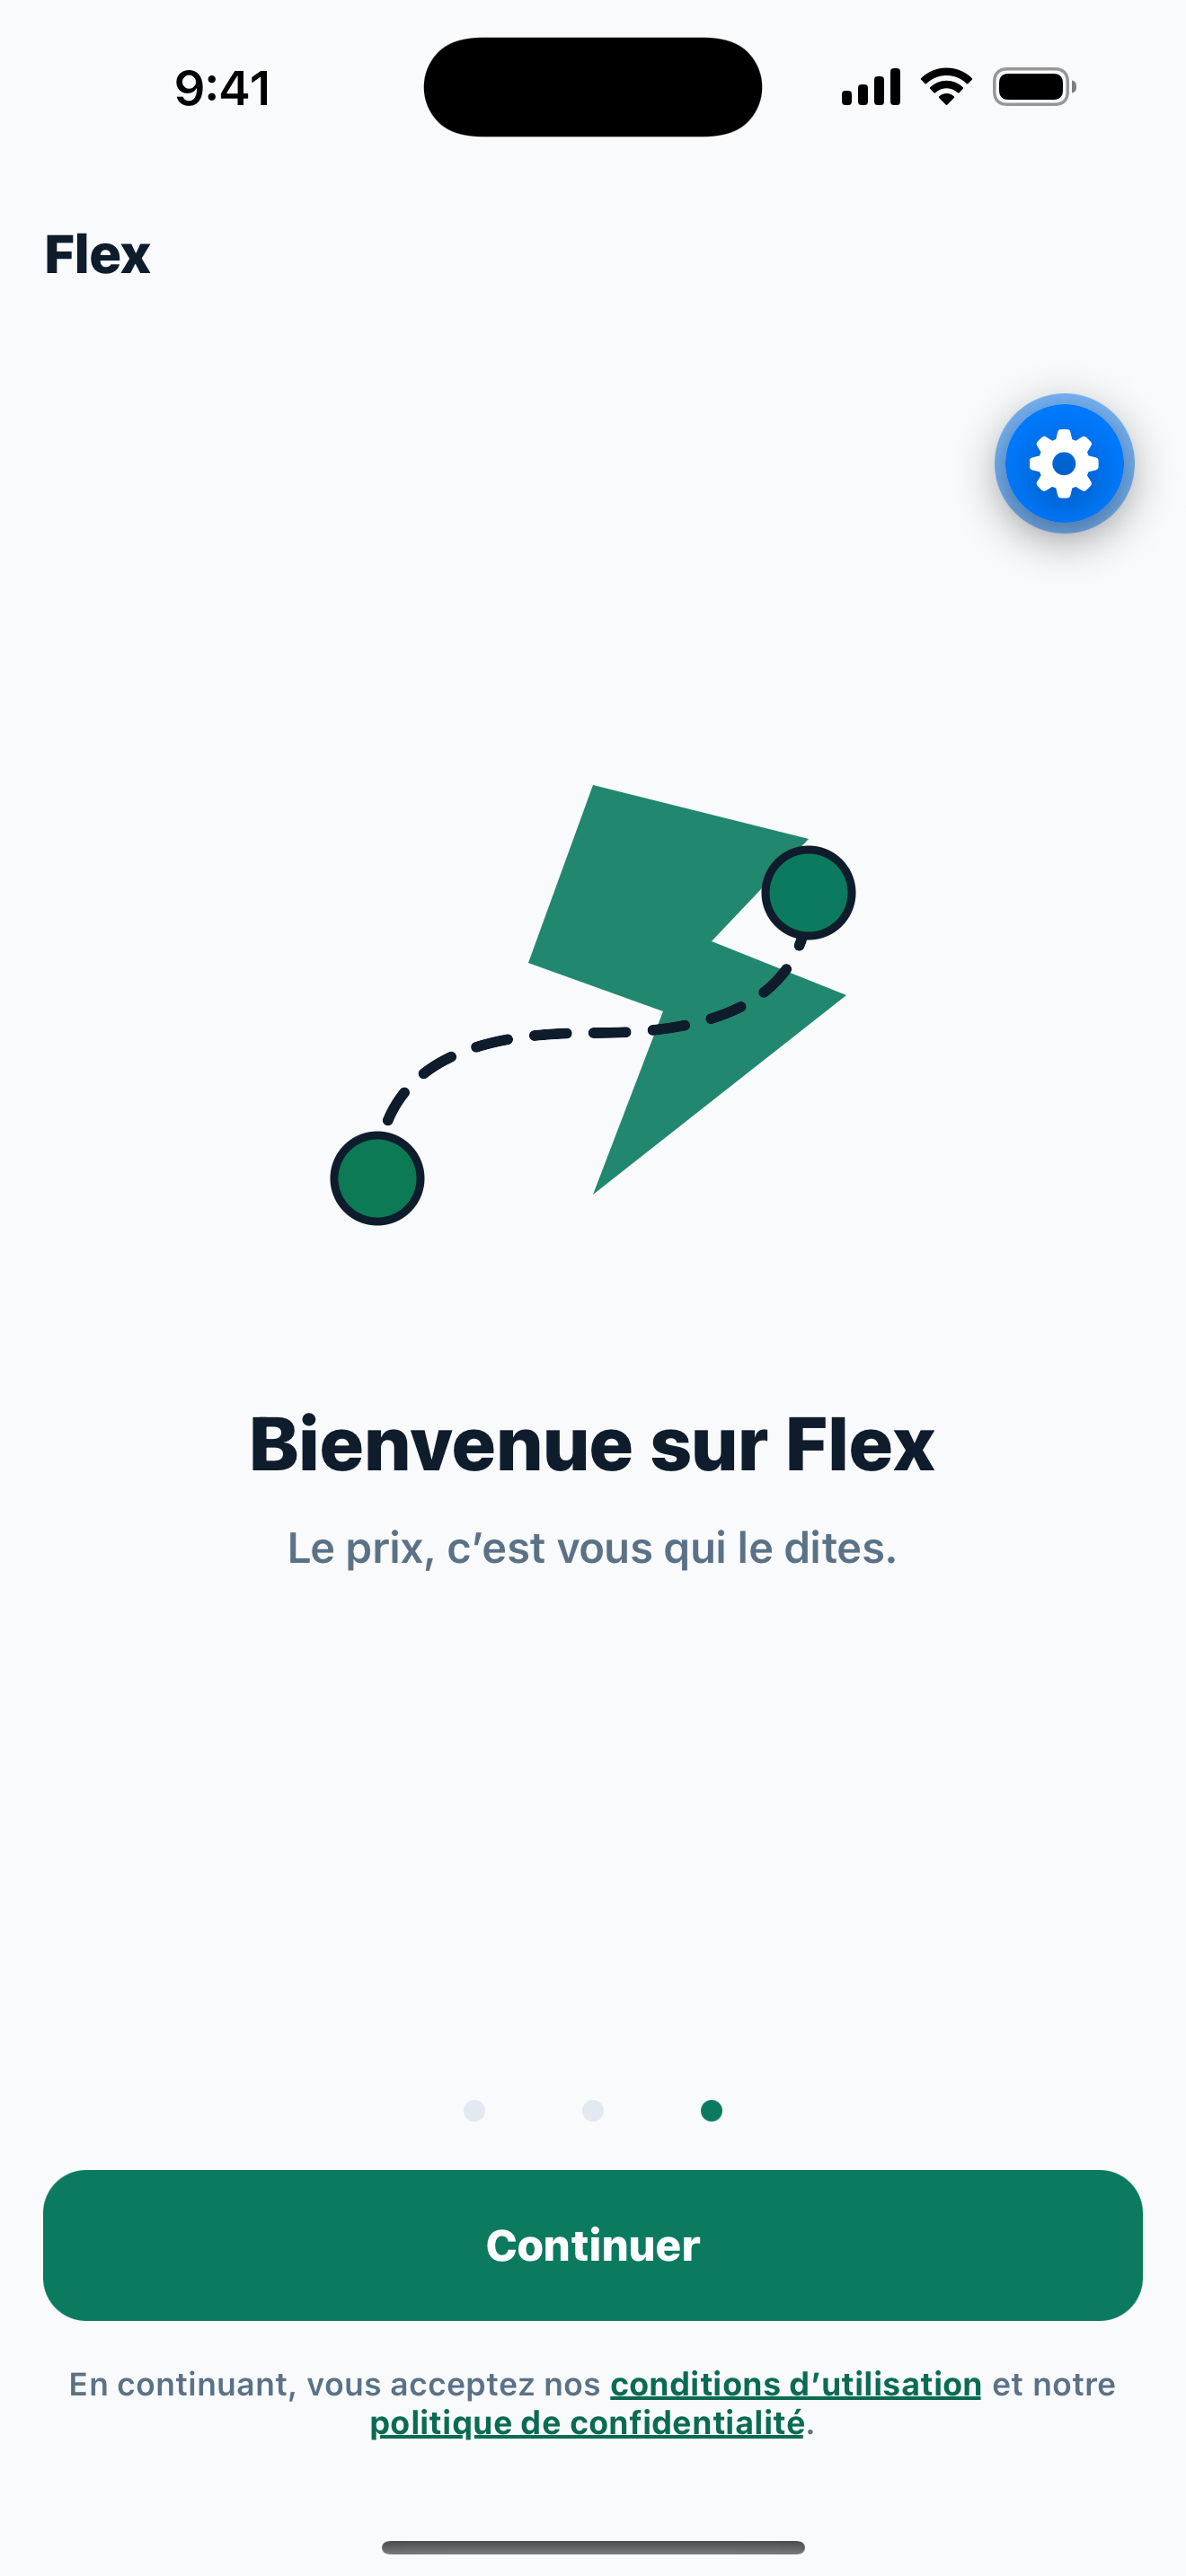 9:41
Flex
Bienvenue sur Flex
Le prix, c’est vous qui le dites.
Continuer
En continuant, vous acceptez nos conditions d’utilisation et notre
politique de confidentialité.